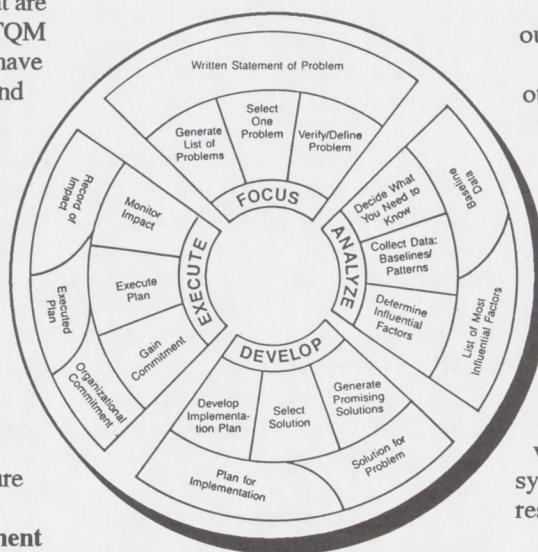 at are
TQM
have
nd
ure
ment
ou
ou
w
sy
res
Written Statement of Problem
Generate
List of
Problems
Select
One
Problem
Verify/Define
Problem
FOCUS
Baseline
Data
List of Most
Influential Factors
Decide What
You Need to
Know
Collect Data:
Baselines/
Patterns
Determine
Influential
Factors
ANALYZE
DEVELOP
Generate
Promising
Solutions
Select
Solution
Develop
Implementa-
tion Plan
Solution for
Problem
Plan for
Implementation
EXECUTE
Gain
Commitment
Execute
Plan
Monitor
Impact
Organizational
Commitment
Executed
Plan
Record of
Impact